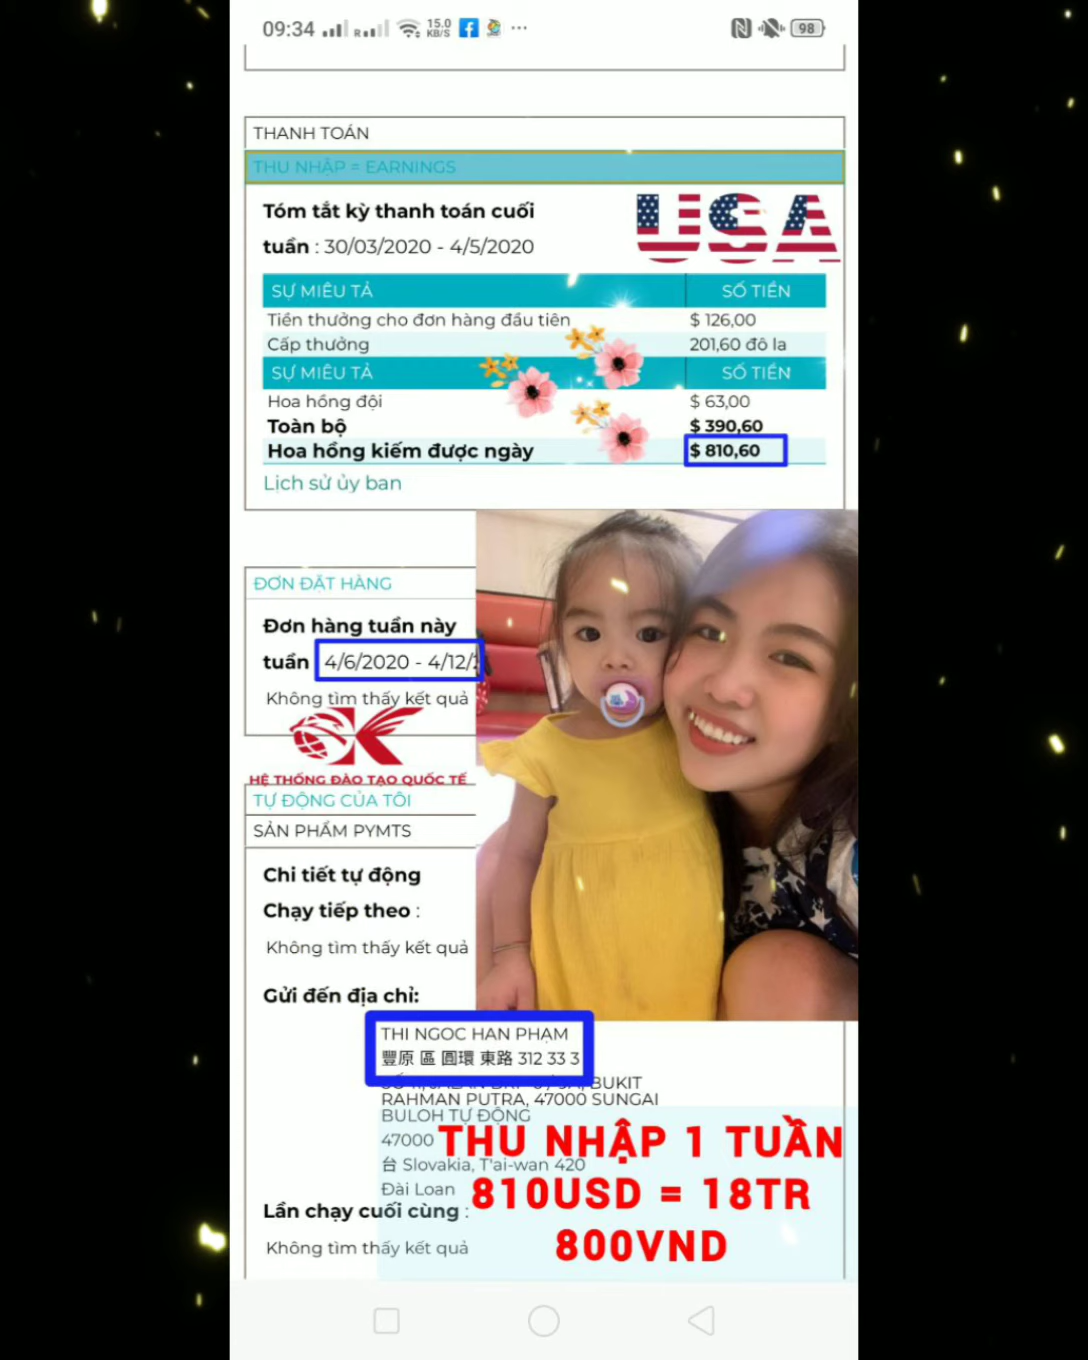 09:34
R
15.0
KB/S
98
THANH TOÁN
THU NHẬP = EARNINGS
Tóm tắt kỳ thanh toán cuối
tuần : 30/03/2020 - 4/5/2020
USA
SỰ MIÊU TẢ SỐ TIỀN
Tiền thưởng cho đơn hàng đầu tiên $ 126,00
Cấp thưởng 201,60 đô la
SỰ MIÊU TẢ SỐ TIỀN
Hoa hồng đội $ 63,00
Toàn bộ $ 390,60
Hoa hồng kiếm được ngày $ 810,60
Lịch sử ủy ban
ĐƠN ĐẶT HÀNG
Đơn hàng tuần này
tuần 4/6/2020 - 4/12/
Không tìm thấy kết quả
OK
HỆ THỐNG ĐÀO TẠO QUỐC TẾ
TỰ ĐỘNG CỦA TÔI
SẢN PHẨM PYMTS
Chi tiết tự động
Chạy tiếp theo :
Không tìm thấy kết quả
Gửi đến địa chỉ:
THI NGOC HAN PHẠM
豐原 區 圓環 東路 312 33 3
BUKIT
RAHMAN PUTRA, 47000 SUNGAI
BULOH TỰ ĐỘNG
47000
台 Slovakia, T'ai-wan 420
Đài Loan
THU NHẬP 1 TUẦN
810USD = 18TR
800VND
Lần chạy cuối cùng :
Không tìm thấy kết quả